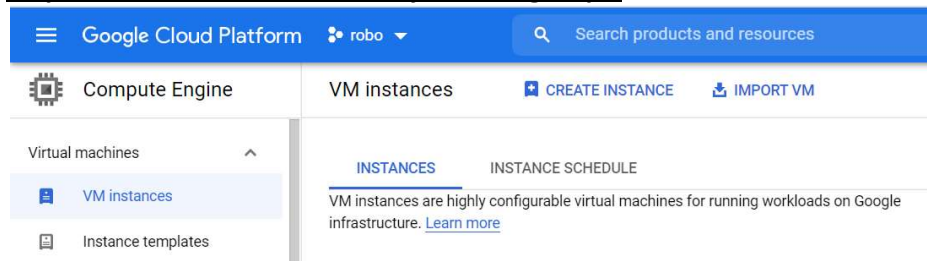 Google Cloud Platform robo Search products and resources
Compute Engine VM instances CREATE INSTANCE IMPORT VM
Virtual machines
VM instances
Instance templates
INSTANCES INSTANCE SCHEDULE
VM instances are highly configurable virtual machines for running workloads on Google
infrastructure. Learn more